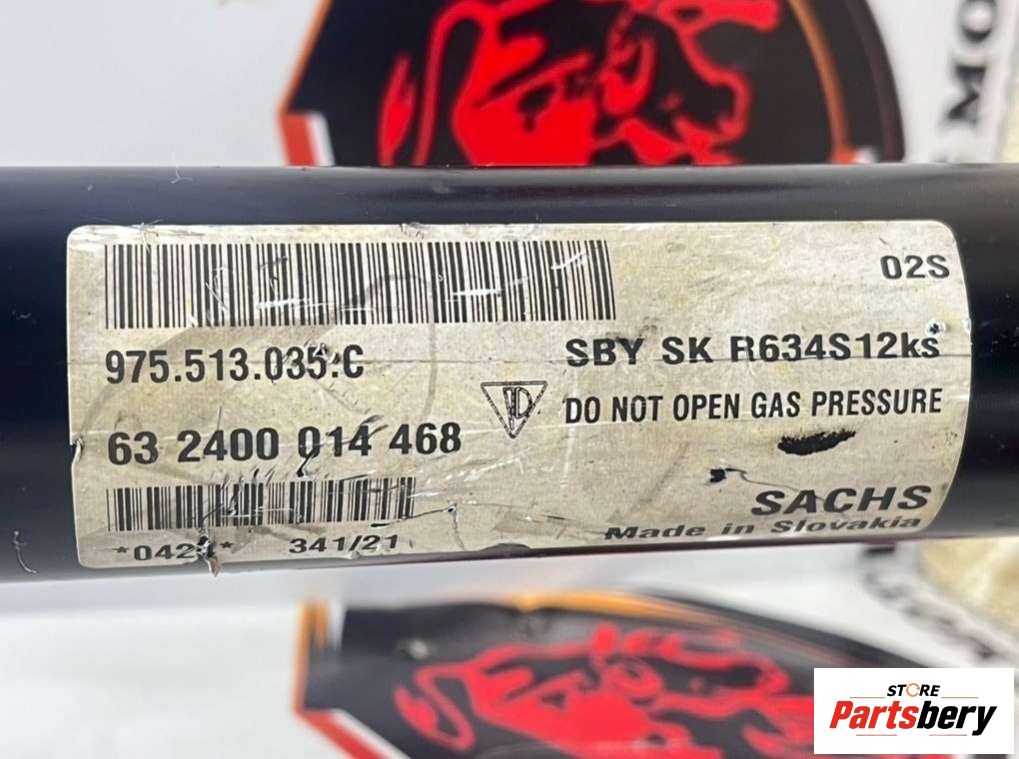 02S
975.513.035.C
SBY SK R634S12ks
DO NOT OPEN GAS PRESSURE
63 2400 014 468
SACHS
Made in Slovakia
341/21
STORE
Partsbery